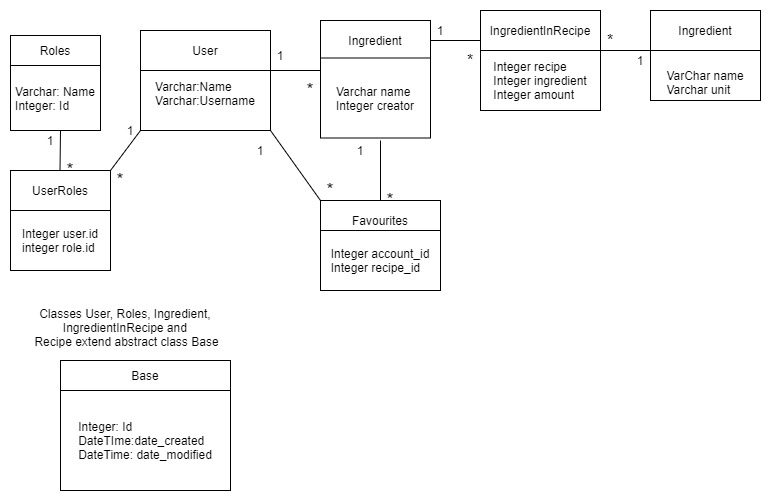 Roles
Varchar: Name
Integer: Id
1
*
User
Varchar:Name
Varchar:Username
1
*
1
*
1
*
Ingredient
Varchar name
Integer creator
1
*
1
*
IngredientInRecipe
Integer recipe
Integer ingredient
Integer amount
*
1
Ingredient
VarChar name
Varchar unit
UserRoles
Integer user.id
integer role.id
Favourites
Integer account_id
Integer recipe_id
Classes User, Roles, Ingredient,
IngredientInRecipe and
Recipe extend abstract class Base
Base
Integer: Id
DateTIme:date_created
DateTime: date_modified